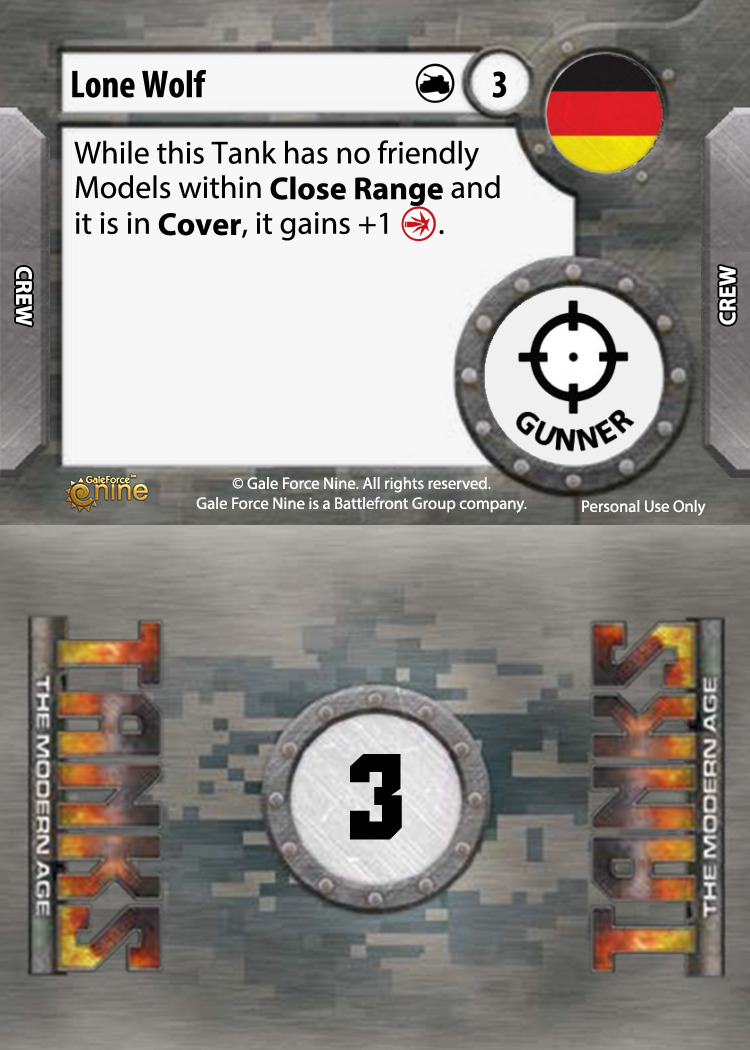 Lone Wolf
3
While this Tank has no friendly
Models within Close Range and
it is in Cover, it gains +1 .
CREW
CREW
GUNNER
GaleForce™
nine
© Gale Force Nine. All rights reserved.
Gale Force Nine is a Battlefront Group company.
Personal Use Only
TANKS
THE MODERN AGE
3
TANKS
THE MODERN AGE